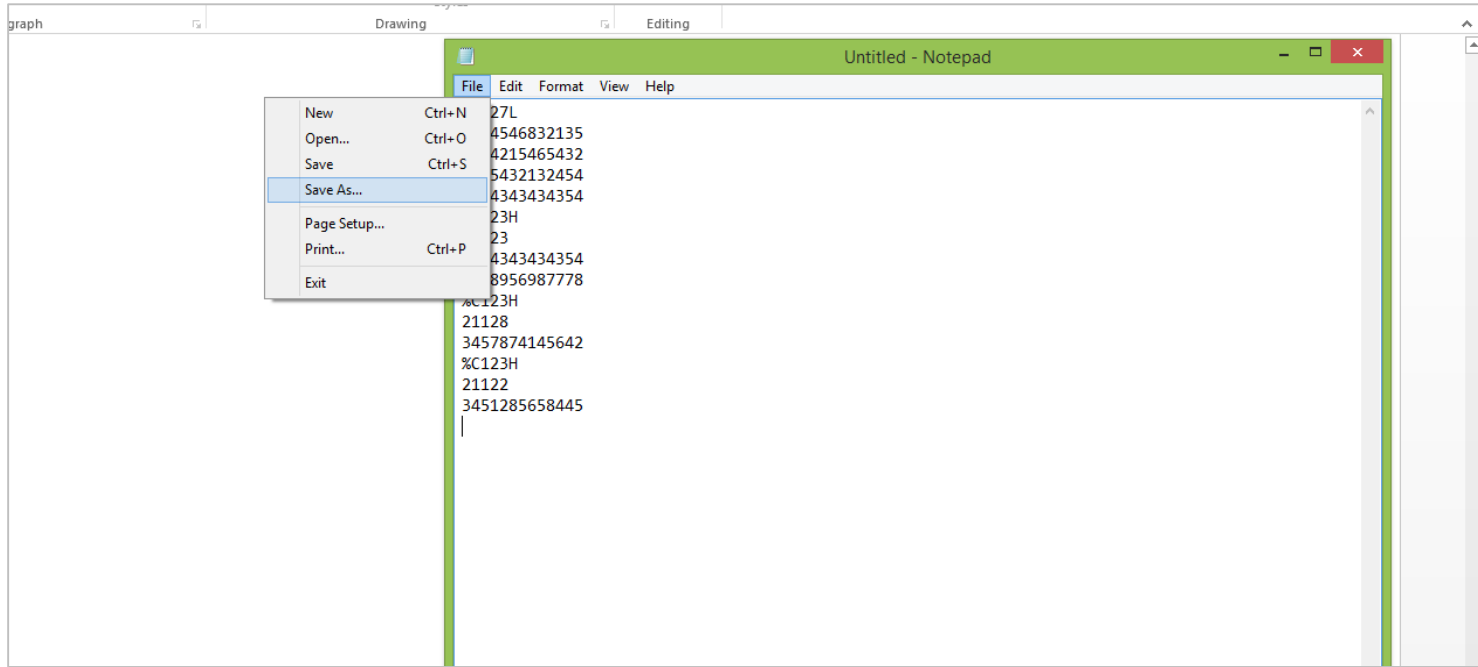 graph Drawing Editing
Untitled - Notepad
File Edit Format View Help
New Ctrl+N
Open... Ctrl+O
Save Ctrl+S
Save As...
Page Setup...
Print... Ctrl+P
Exit
27L
4546832135
4215465432
5432132454
4343434354
23H
23
4343434354
8956987778
%C123H
21128
3457874145642
%C123H
21122
3451285658445